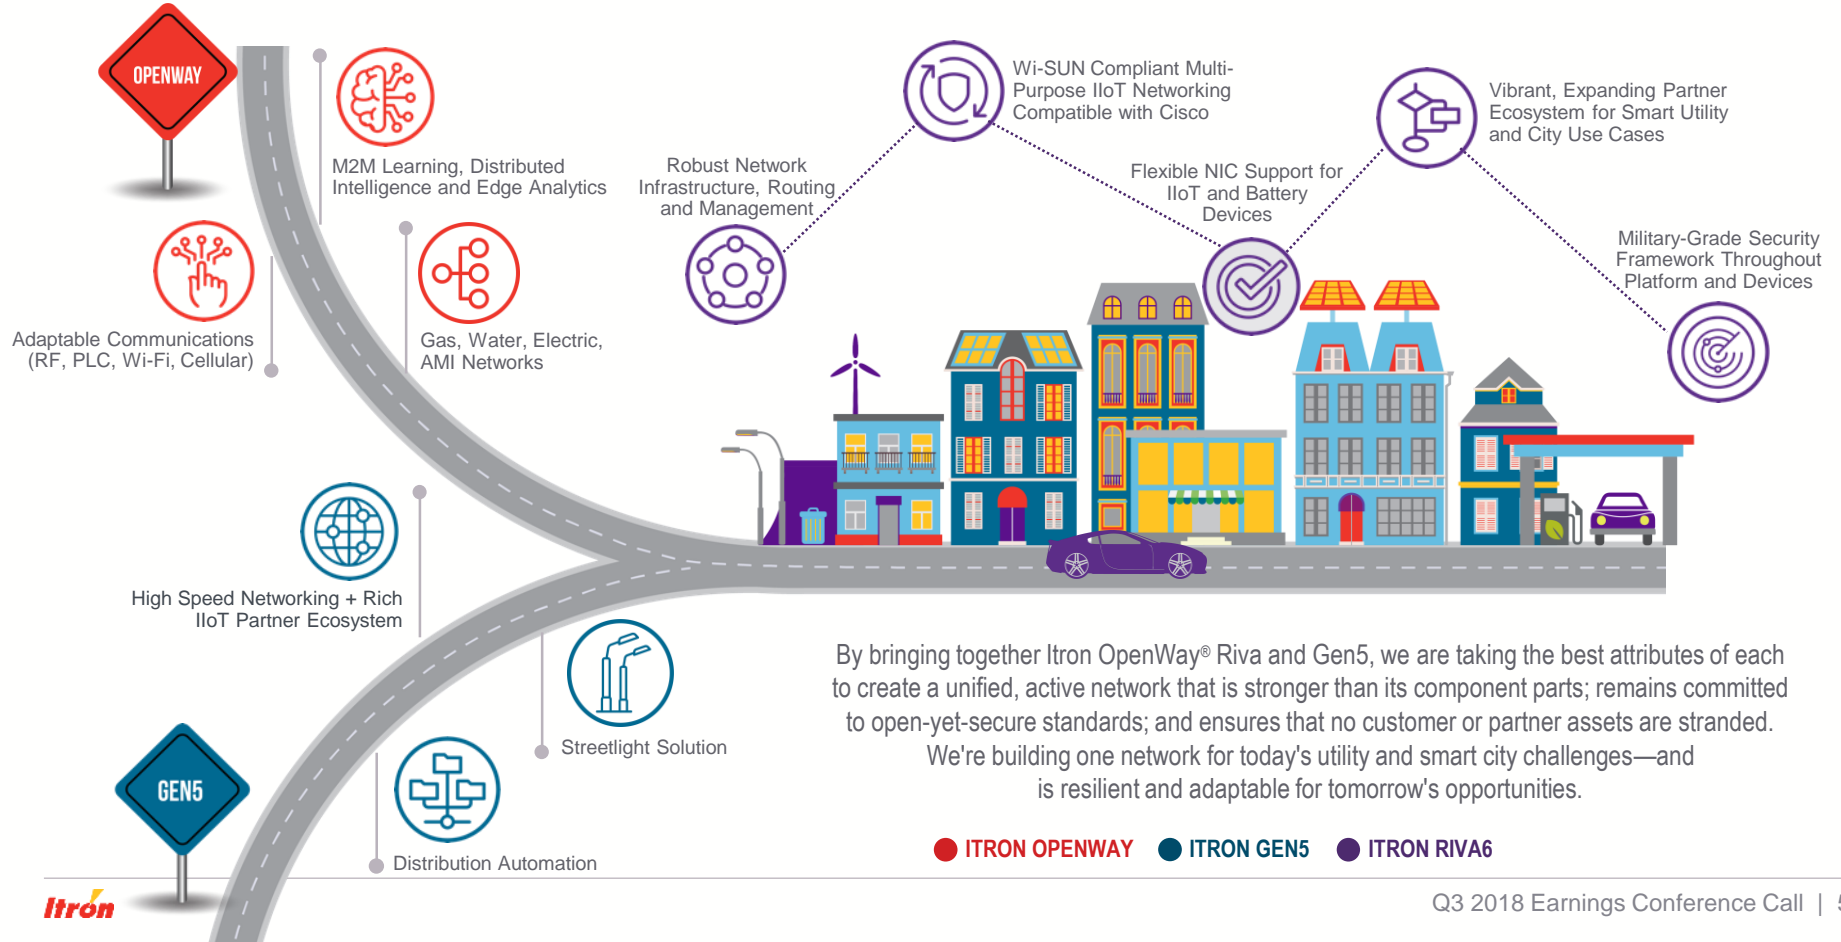 OPENWAY
M2M Learning, Distributed
Intelligence and Edge Analytics
Adaptable Communications
(RF, PLC, Wi-Fi, Cellular)
Gas, Water, Electric,
AMI Networks
High Speed Networking + Rich
IIoT Partner Ecosystem
Streetlight Solution
GEN5
Distribution Automation
Robust Network
Infrastructure, Routing
and Management
Wi-SUN Compliant Multi-
Purpose IIoT Networking
Compatible with Cisco
Flexible NIC Support for
IIoT and Battery
Devices
Vibrant, Expanding Partner
Ecosystem for Smart Utility
and City Use Cases
Military-Grade Security
Framework Throughout
Platform and Devices
By bringing together Itron OpenWay® Riva and Gen5, we are taking the best attributes of each
to create a unified, active network that is stronger than its component parts; remains committed
to open-yet-secure standards; and ensures that no customer or partner assets are stranded.
We're building one network for today's utility and smart city challenges—and
is resilient and adaptable for tomorrow's opportunities.
ITRON OPENWAY ITRON GEN5 ITRON RIVA6
Itron
Q3 2018 Earnings Conference Call | 5